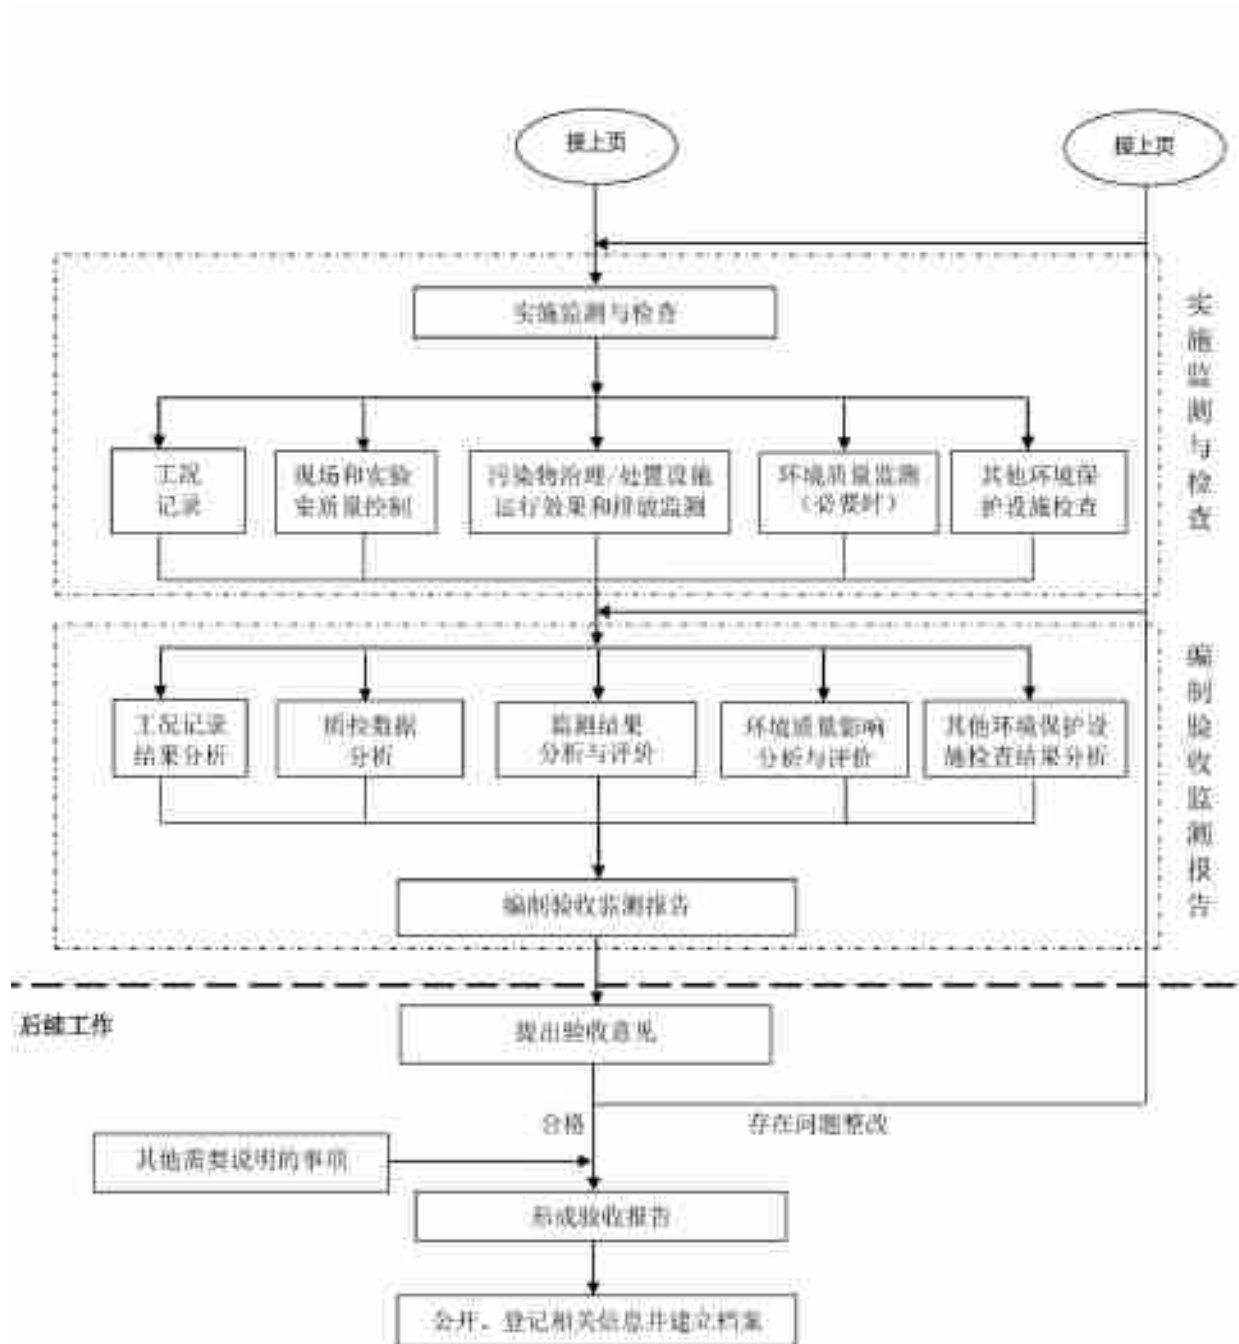 接上页
接上页
实施监测与检查
实施监测与检查
工况
记录
现场和实验
室质量控制
污染物治理/处置设施
运行效果和排放监测
环境质量监测
（必要时）
其他环境保
护设施检查
编制验收监测报告
工况记录
结果分析
质控数据
分析
监测结果
分析与评价
环境质量影响
分析与评价
其他环境保护设
施检查结果分析
编制验收监测报告
后续工作
提出验收意见
合格
存在问题整改
其他需要说明的事项
形成验收报告
公开、登记相关信息并建立档案